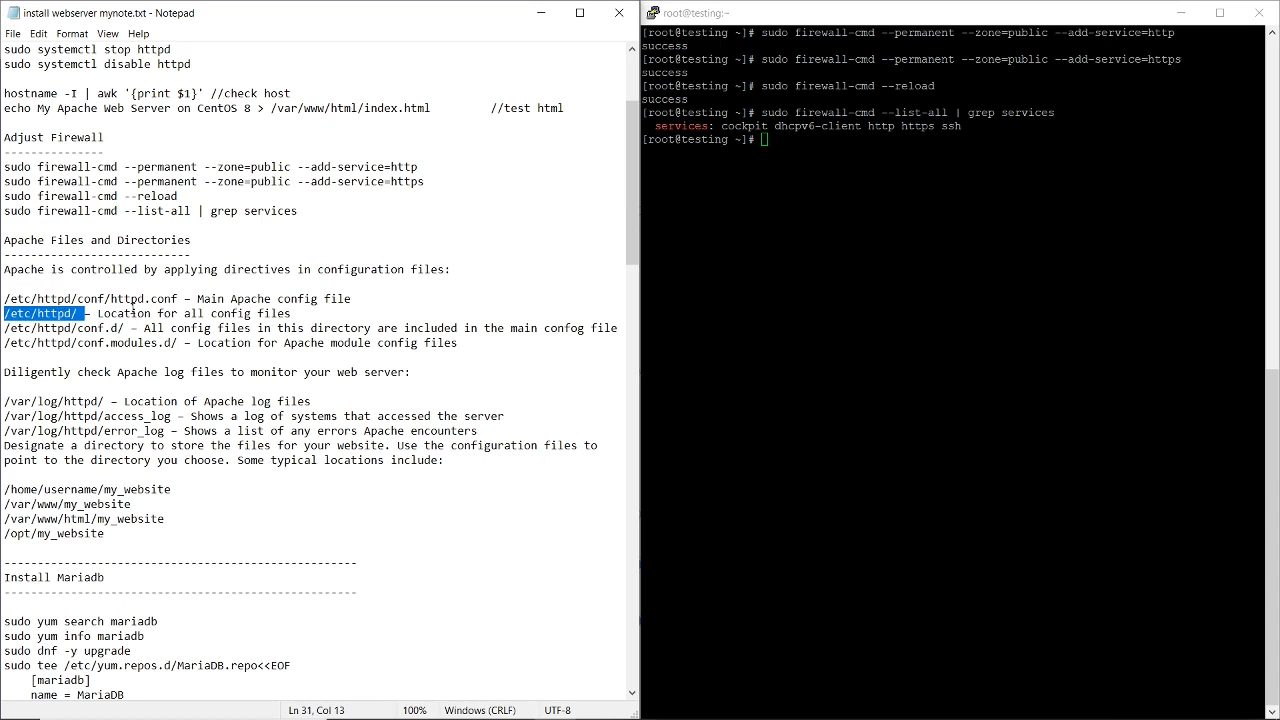 install webserver mynote.txt - Notepad
File Edit Format View Help
sudo systemctl stop httpd
sudo systemctl disable httpd
hostname -I | awk '{print $1}' //check host
echo My Apache Web Server on CentOS 8 > /var/www/html/index.html //test html
Adjust Firewall
---------------
sudo firewall-cmd --permanent --zone=public --add-service=http
sudo firewall-cmd --permanent --zone=public --add-service=https
sudo firewall-cmd --reload
sudo firewall-cmd --list-all | grep services
Apache Files and Directories
----------------------------
Apache is controlled by applying directives in configuration files:
/etc/httpd/conf/httpd.conf – Main Apache config file
/etc/httpd/ – Location for all config files
/etc/httpd/conf.d/ – All config files in this directory are included in the main confog file
/etc/httpd/conf.modules.d/ – Location for Apache module config files
Diligently check Apache log files to monitor your web server:
/var/log/httpd/ – Location of Apache log files
/var/log/httpd/access_log – Shows a log of systems that accessed the server
/var/log/httpd/error_log – Shows a list of any errors Apache encounters
Designate a directory to store the files for your website. Use the configuration files to
point to the directory you choose. Some typical locations include:
/home/username/my_website
/var/www/my_website
/var/www/html/my_website
/opt/my_website
-----------------------------------------------------
Install Mariadb
-----------------------------------------------------
sudo yum search mariadb
sudo yum info mariadb
sudo dnf -y upgrade
sudo tee /etc/yum.repos.d/MariaDB.repo<<EOF
[mariadb]
name = MariaDB
Ln 31, Col 13 100% Windows (CRLF) UTF-8
root@testing:~
[root@testing ~]# sudo firewall-cmd --permanent --zone=public --add-service=http
success
[root@testing ~]# sudo firewall-cmd --permanent --zone=public --add-service=https
success
[root@testing ~]# sudo firewall-cmd --reload
success
[root@testing ~]# sudo firewall-cmd --list-all | grep services
services: cockpit dhcpv6-client http https ssh
[root@testing ~]#